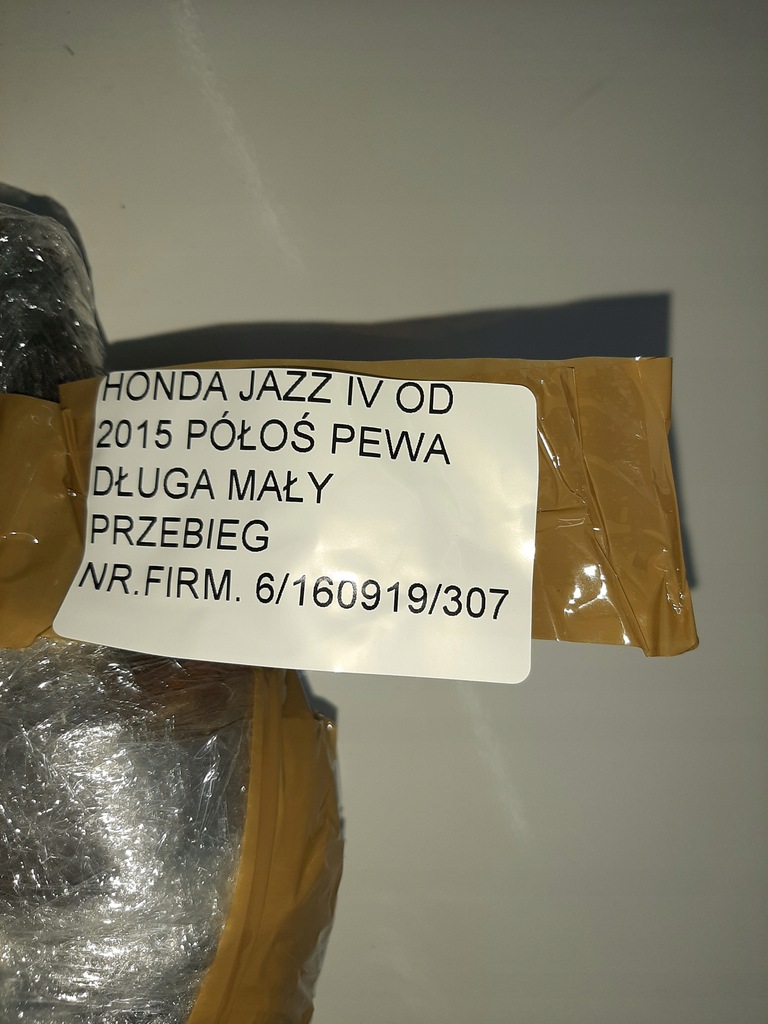 HONDA JAZZ IV OD
2015 PÓŁOŚ PEWA
DŁUGA MAŁY
PRZEBIEG
NR.FIRM. 6/160919/307